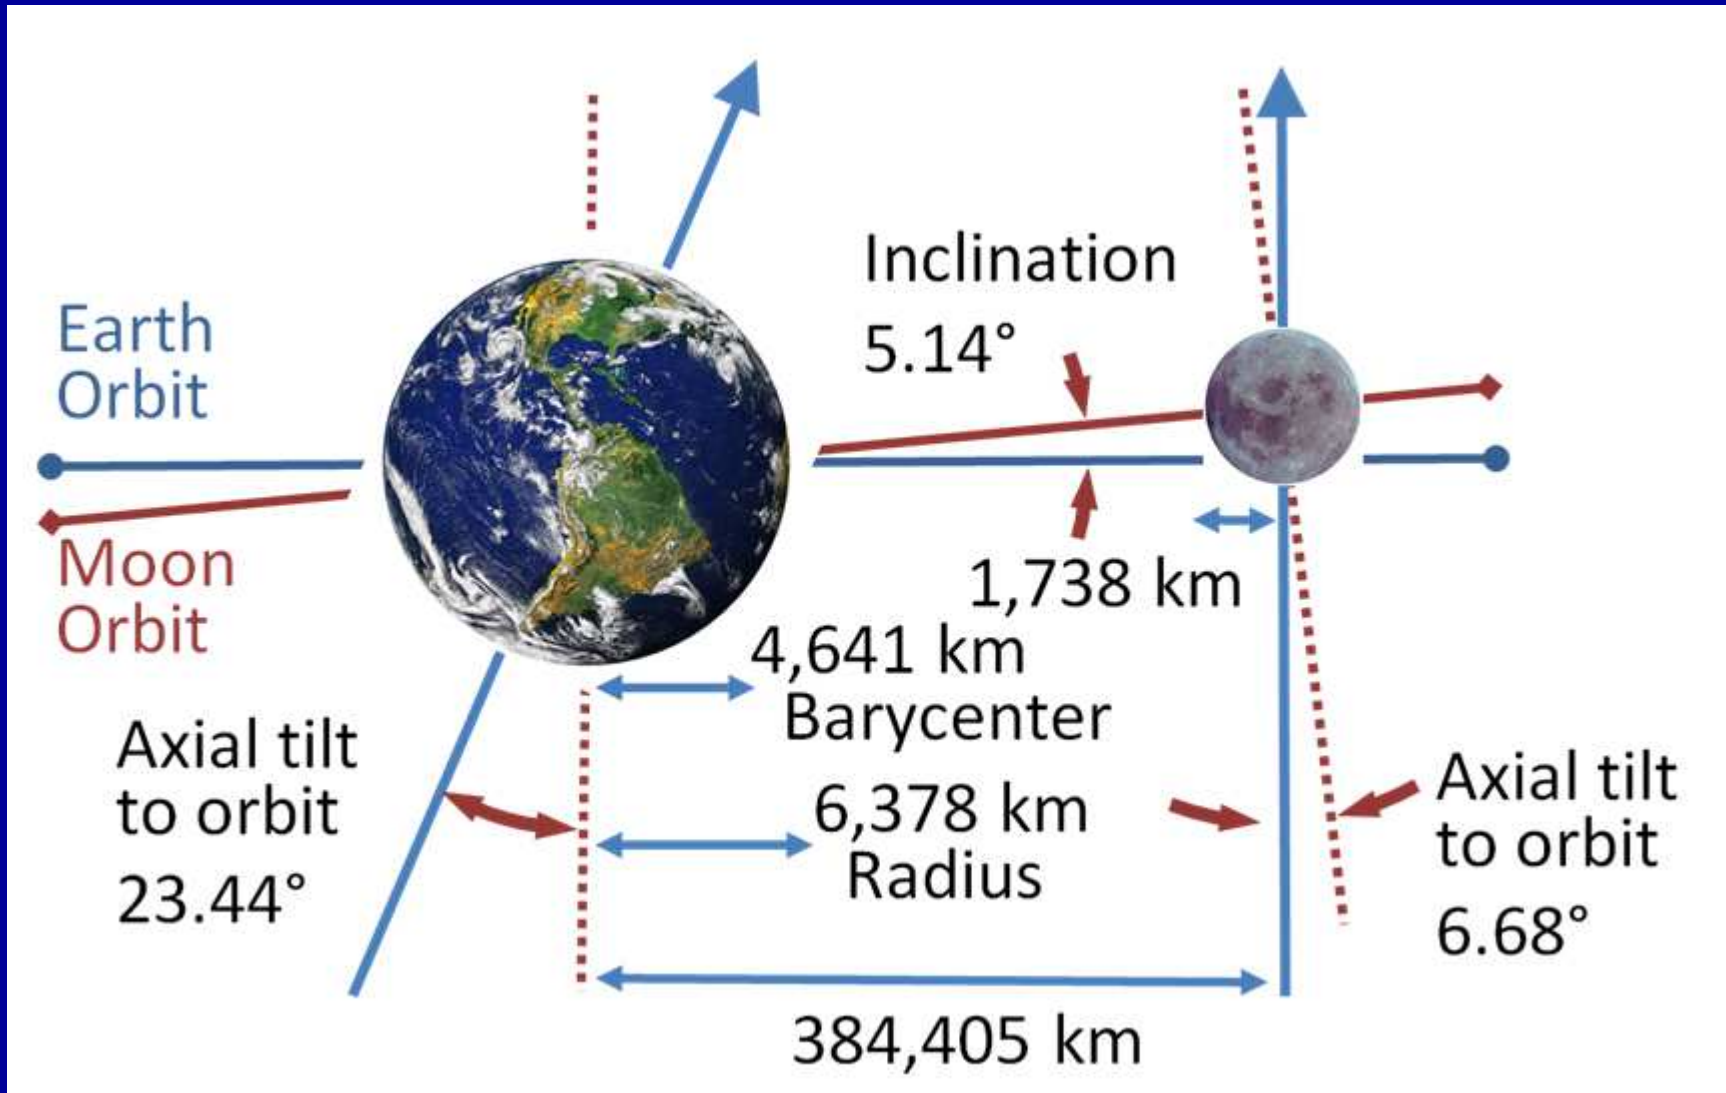 Earth
Orbit
Moon
Orbit
Inclination
5.14°
1,738 km
4,641 km
Barycenter
6,378 km
Radius
384,405 km
Axial tilt
to orbit
23.44°
Axial tilt
to orbit
6.68°